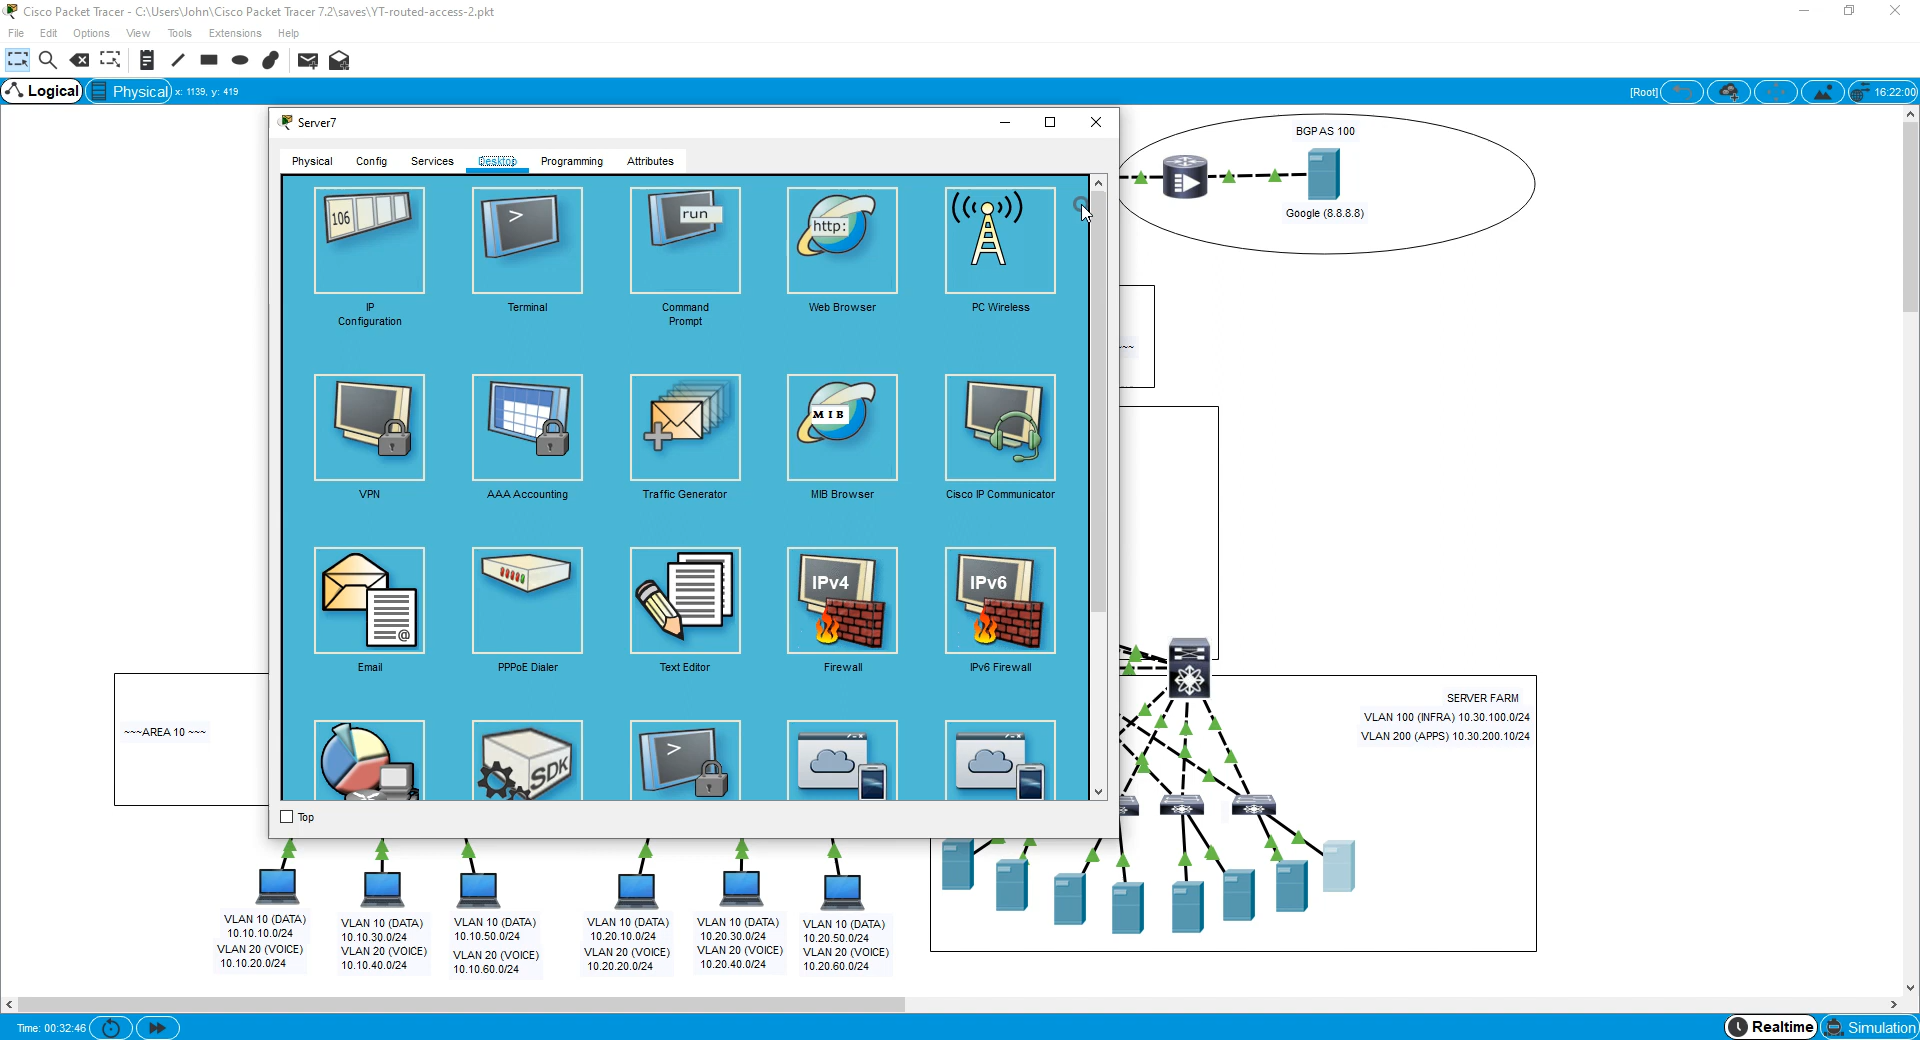 Cisco Packet Tracer - C:\Users\John\Cisco Packet Tracer 7.2\saves\YT-routed-access-2.pkt
File Edit Options View Tools Extensions Help
Logical Physical x: 1139, y: 419 [Root] 16:22:00
Server7
Physical Config Services Desktop Programming Attributes
106
>
run
http:
IP
Configuration
Terminal
Command
Prompt
Web Browser
PC Wireless
MIB
VPN
AAA Accounting
Traffic Generator
MIB Browser
Cisco IP Communicator
@
IPv4
IPv6
Email
PPPoE Dialer
Text Editor
Firewall
IPv6 Firewall
SDK
>
Top
BGP AS 100
Google (8.8.8.8)
~~
~~~AREA 10 ~~~
SERVER FARM
VLAN 100 (INFRA) 10.30.100.0/24
VLAN 200 (APPS) 10.30.200.10/24
VLAN 10 (DATA)
10.10.10.0/24
VLAN 20 (VOICE)
10.10.20.0/24
VLAN 10 (DATA)
10.10.30.0/24
VLAN 20 (VOICE)
10.10.40.0/24
VLAN 10 (DATA)
10.10.50.0/24
VLAN 20 (VOICE)
10.10.60.0/24
VLAN 10 (DATA)
10.20.10.0/24
VLAN 20 (VOICE)
10.20.20.0/24
VLAN 10 (DATA)
10.20.30.0/24
VLAN 20 (VOICE)
10.20.40.0/24
VLAN 10 (DATA)
10.20.50.0/24
VLAN 20 (VOICE)
10.20.60.0/24
Time: 00:32:46 Realtime Simulation